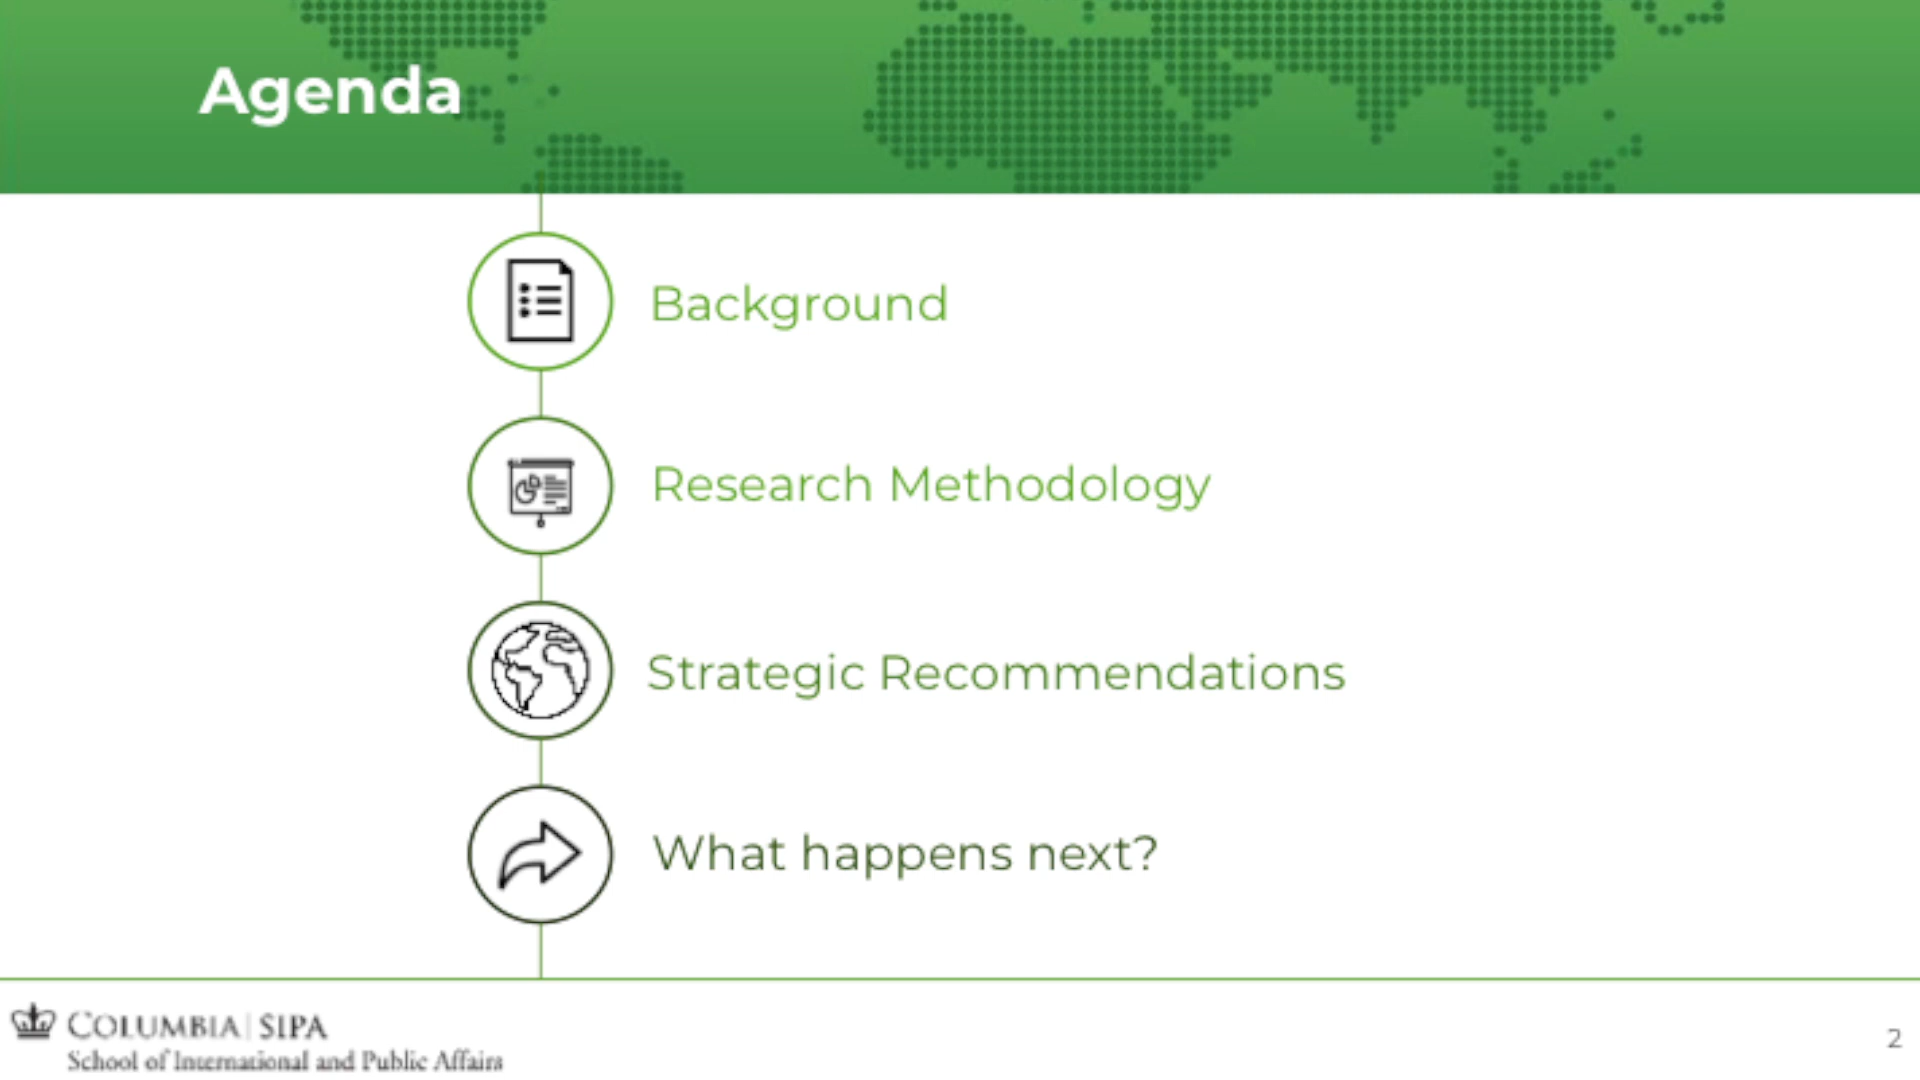 Agenda
Background
Research Methodology
Strategic Recommendations
What happens next?
COLUMBIA | SIPA
School of International and Public Affairs
2